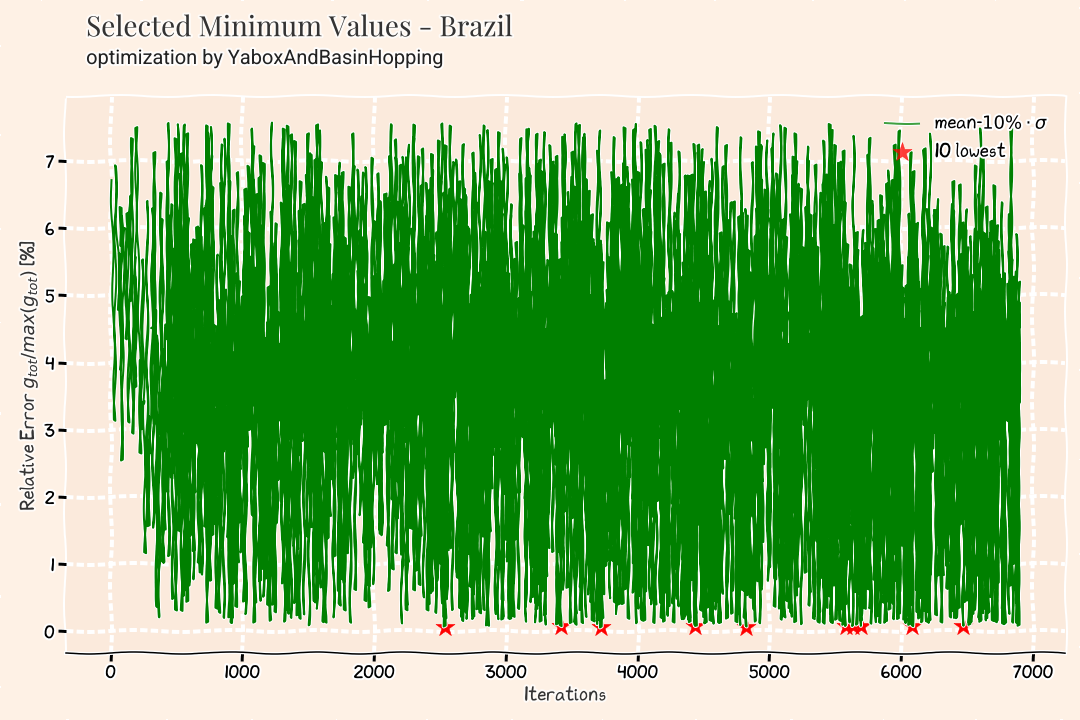 Selected Minimum Values - Brazil
optimization by YaboxAndBasinHopping
mean-10% · σ
10 lowest
Relative Error g_tot/max(g_tot) [%]
7
6
5
4
3
2
1
0
0 1000 2000 3000 4000 5000 6000 7000
Iterations